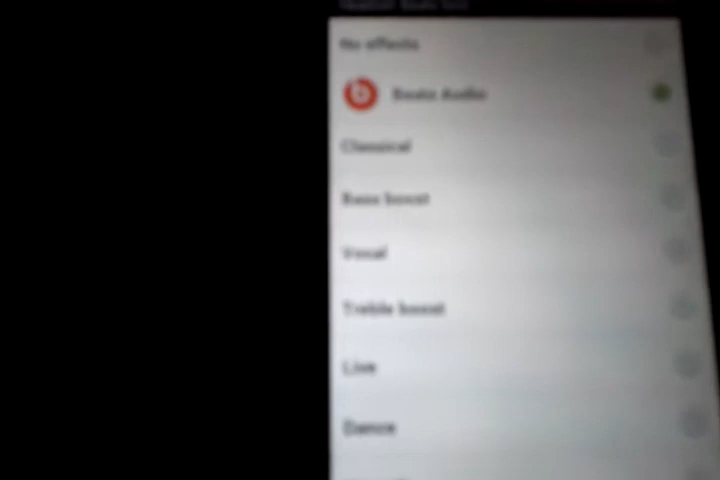 No effects
Beats Audio
Classical
Bass boost
Vocal
Treble boost
Live
Dance